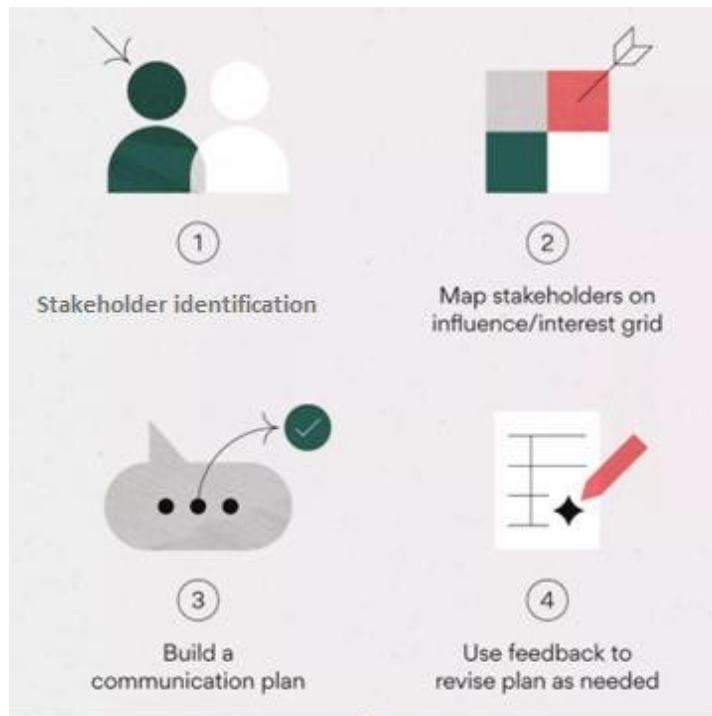 1
Stakeholder identification
2
Map stakeholders on
influence/interest grid
3
Build a
communication plan
4
Use feedback to
revise plan as needed